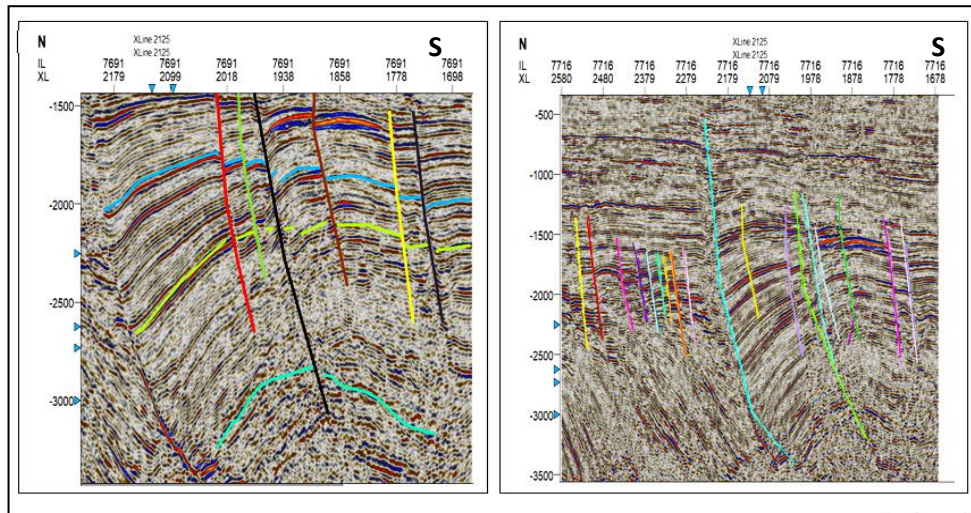 N
XLine 2125
XLine 2125
S
IL 7691 7691 7691 7691 7691 7691 7691
XL 2179 2099 2018 1938 1858 1778 1698
-1500
-2000
-2500
-3000
N
XLine 2125
XLine 2125
S
IL 7716 7716 7716 7716 7716 7716 7716 7716 7716 7716
XL 2580 2480 2379 2279 2179 2079 1978 1878 1778 1678
-500
-1000
-1500
-2000
-2500
-3000
-3500